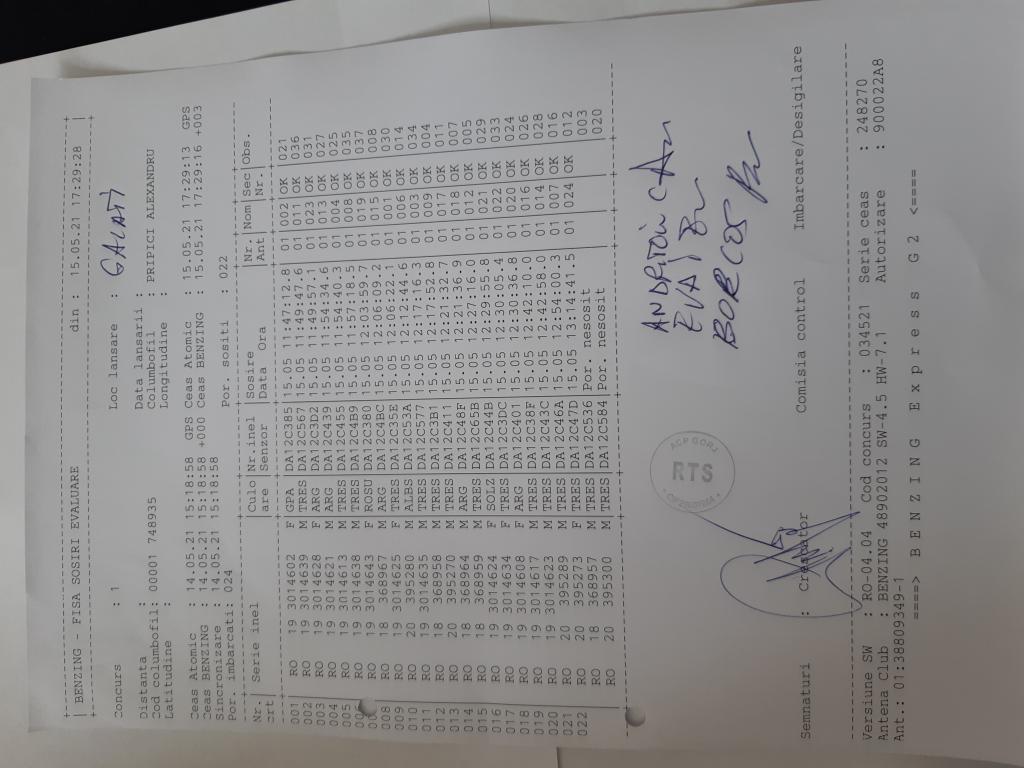 | BENZING - FISA SOSIRI EVALUARE din : 15.05.21 17:29:28 |
Concurs : 1 Loc lansare : GALATI
Distanta : Data lansarii :
Cod columbofil: 00001 748935 Columbofil : PRIPICI ALEXANDRU
Latitudine : Longitudine :
Ceas Atomic : 14.05.21 15:18:58 GPS Ceas Atomic : 15.05.21 17:29:13 GPS
Ceas BENZING : 14.05.21 15:18:58 +000 Ceas BENZING : 15.05.21 17:29:16 +003
Sincronizare : 14.05.21 15:18:58
Por. imbarcati: 024 Por. sositi : 022
Nr. | Serie inel | Culo | Nr.inel | Sosire | Nr. | Nom | Sec | Obs.
crt | | are | Senzor | Data Ora | Ant | | Nr. |
001 RO 19 3014602 F GPA DA12C385 15.05 11:47:12.8 01 002 OK 021
002 RO 19 3014639 M TRES DA12C567 15.05 11:49:47.6 01 011 OK 036
003 RO 19 3014628 F ARG DA12C3D2 15.05 11:49:57.1 01 023 OK 031
004 RO 19 3014621 M ARG DA12C439 15.05 11:54:34.6 01 013 OK 027
005 RO 19 3014613 M TRES DA12C455 15.05 11:54:40.3 01 004 OK 025
RO 19 3014638 M TRES DA12C4B9 15.05 11:57:18.5 01 008 OK 035
RO 19 3014643 F ROSU DA12C380 15.05 12:03:59.7 01 019 OK 037
008 RO 18 368967 M ARG DA12C4BC 15.05 12:06:09.2 01 015 OK 008
009 RO 19 3014625 F TRES DA12C35E 15.05 12:06:22.1 01 001 OK 030
010 RO 20 395280 M ALBS DA12C53A 15.05 12:12:44.6 01 006 OK 014
011 RO 19 3014635 M TRES DA12C577 15.05 12:17:16.3 01 003 OK 034
012 RO 18 368958 M TRES DA12C3B1 15.05 12:17:52.8 01 009 OK 004
013 RO 20 395270 M TRES DA12C411 15.05 12:21:32.7 01 017 OK 011
014 RO 18 368964 M ARG DA12C48F 15.05 12:21:36.9 01 018 OK 007
015 RO 18 368959 M TRES DA12C65B 15.05 12:27:16.0 01 012 OK 005
016 RO 19 3014624 F SOLZ DA12C44B 15.05 12:29:55.8 01 021 OK 029
017 RO 19 3014634 F TRES DA12C3DC 15.05 12:30:05.4 01 022 OK 033
018 RO 19 3014608 F ARG DA12C401 15.05 12:30:36.8 01 020 OK 024
019 RO 19 3014617 M TRES DA12C38F 15.05 12:42:10.0 01 016 OK 026
020 RO 19 3014623 M TRES DA12C43C 15.05 12:42:58.0 01 014 OK 028
021 RO 20 395289 M TRES DA12C46A 15.05 12:54:00.3 01 007 OK 016
022 RO 20 395273 F TRES DA12C47D 15.05 13:14:41.5 01 024 OK 012
RO 18 368957 M TRES DA12C536 Por. nesosit 003
RO 20 395300 M TRES DA12C584 Por. nesosit 020
ANDRITOIU C
EVA
BORCOS
ACP GORJ
RTS
Semnaturi : Crescator Comisia control Imbarcare/Desigilare
Versiune SW : RO-04.04 Cod concurs : 034521 Serie ceas : 248270
Antena Club : BENZING 48902012 SW-4.5 HW-7.1 Autorizare : 900022A8
Ant.: 01:38809349-1
====> B E N Z I N G E x p r e s s G 2 <====